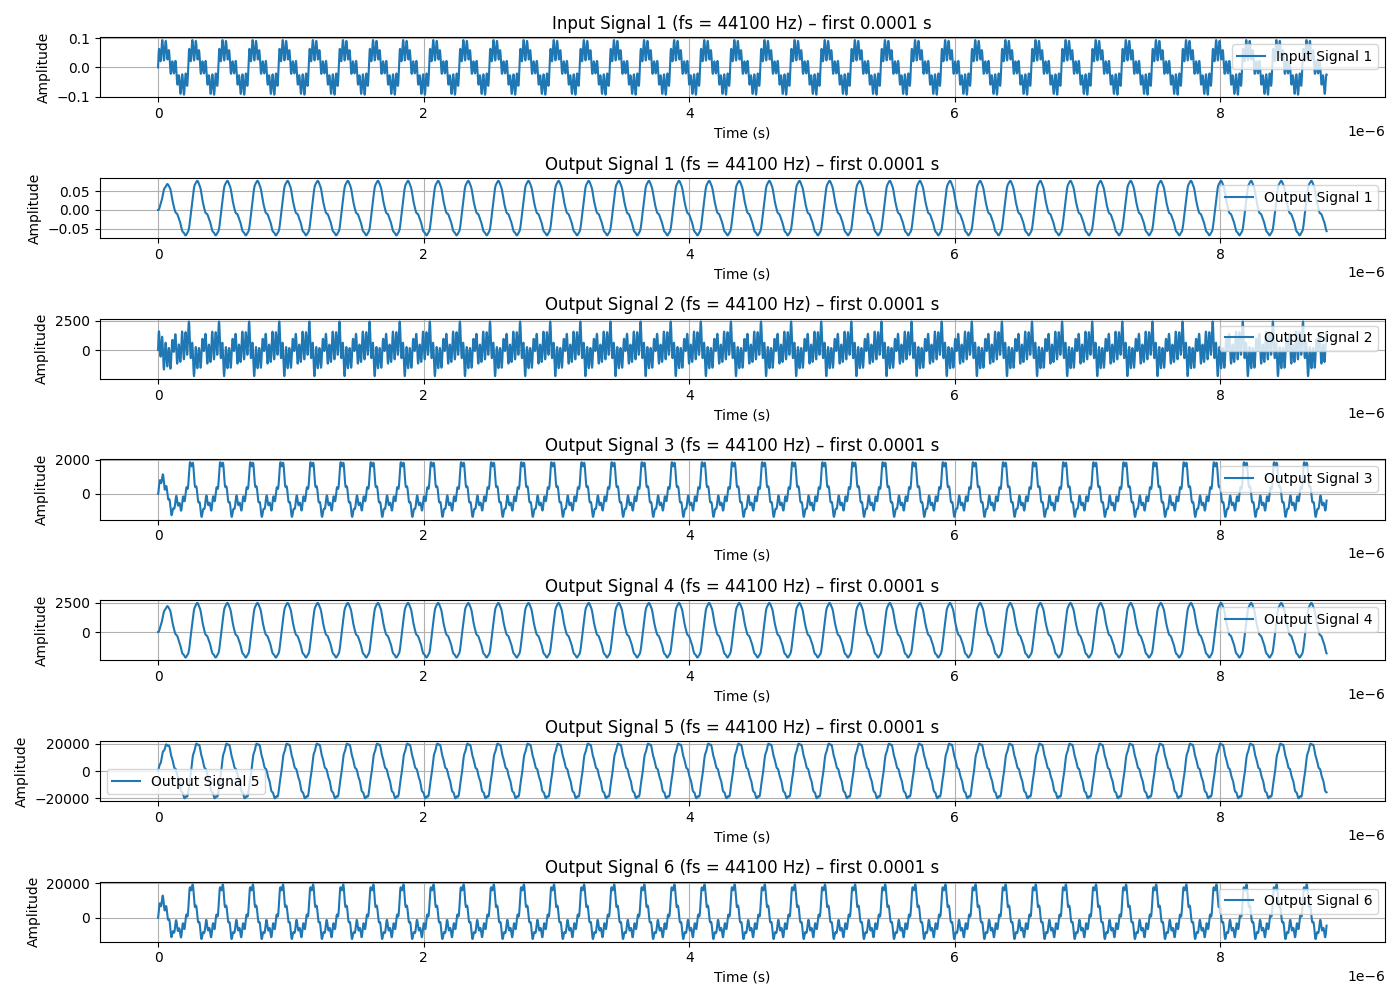 Input Signal 1 (fs = 44100 Hz) – first 0.0001 s
Amplitude
0.1
0.0
−0.1
Input Signal 1
0 2 4 6 8
1e−6
Time (s)
Output Signal 1 (fs = 44100 Hz) – first 0.0001 s
Amplitude
0.05
0.00
−0.05
Output Signal 1
0 2 4 6 8
1e−6
Time (s)
Output Signal 2 (fs = 44100 Hz) – first 0.0001 s
Amplitude
2500
0
Output Signal 2
0 2 4 6 8
1e−6
Time (s)
Output Signal 3 (fs = 44100 Hz) – first 0.0001 s
Amplitude
2000
0
Output Signal 3
0 2 4 6 8
1e−6
Time (s)
Output Signal 4 (fs = 44100 Hz) – first 0.0001 s
Amplitude
2500
0
Output Signal 4
0 2 4 6 8
1e−6
Time (s)
Output Signal 5 (fs = 44100 Hz) – first 0.0001 s
Amplitude
20000
0
−20000
Output Signal 5
0 2 4 6 8
1e−6
Time (s)
Output Signal 6 (fs = 44100 Hz) – first 0.0001 s
Amplitude
20000
0
Output Signal 6
0 2 4 6 8
1e−6
Time (s)